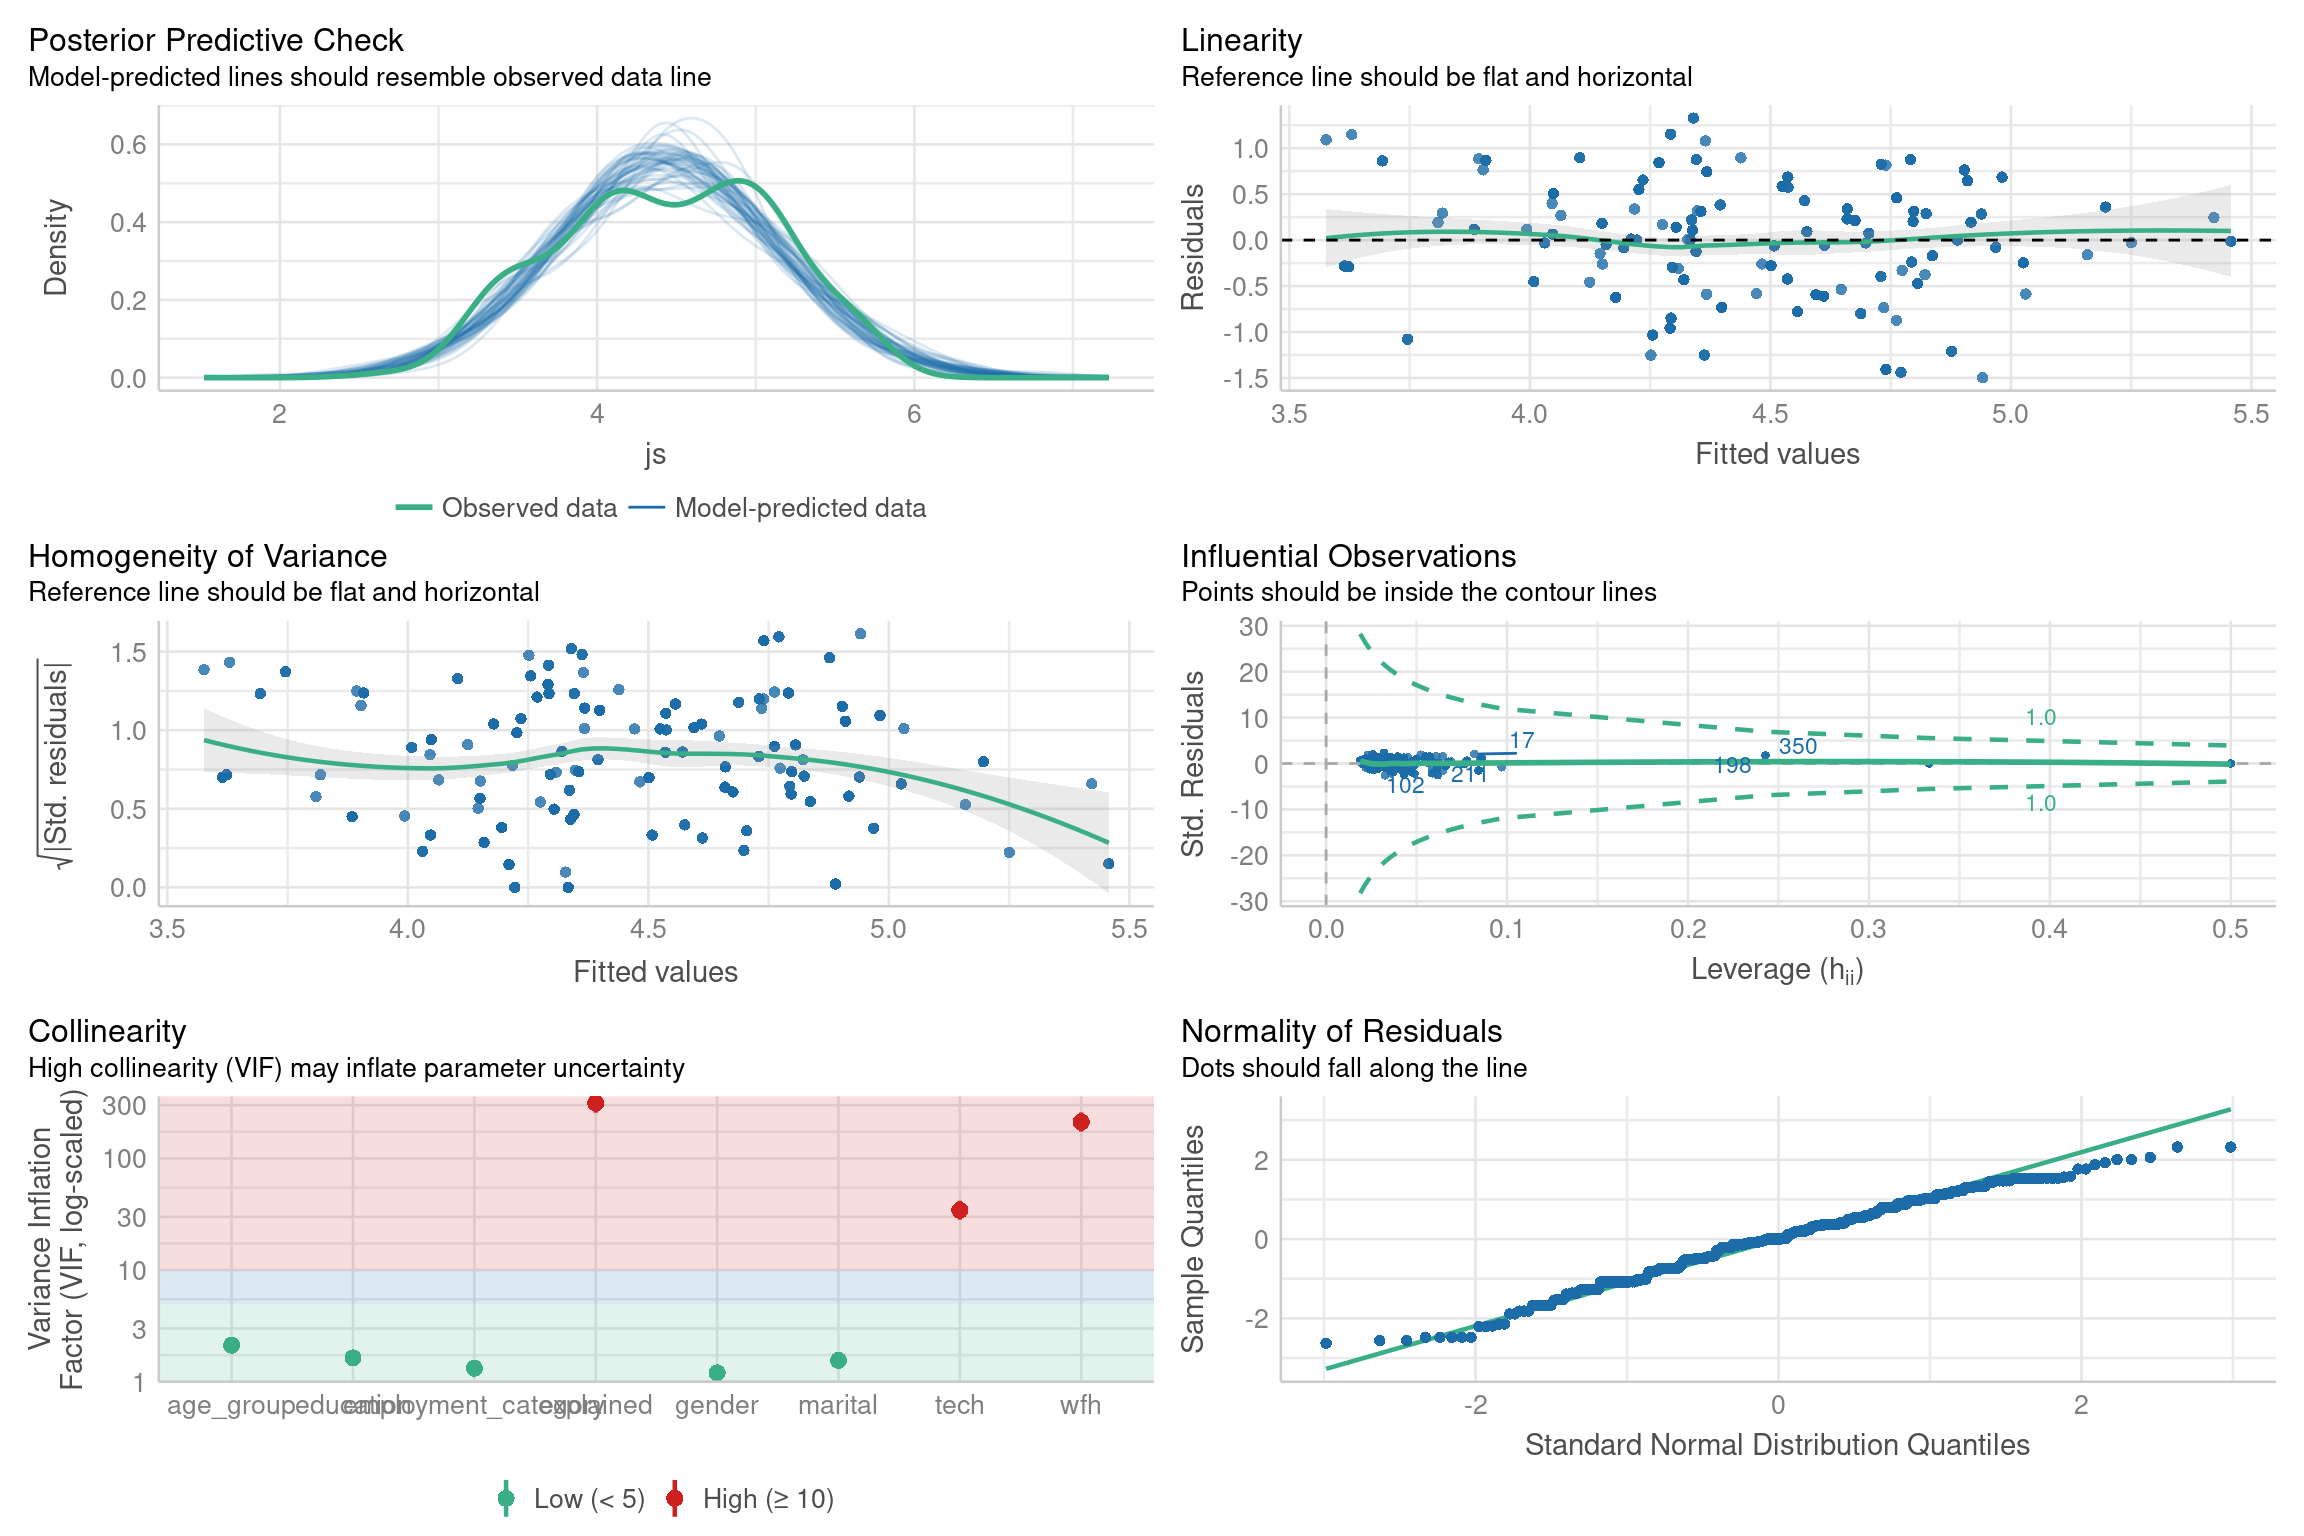 Posterior Predictive Check
Model-predicted lines should resemble observed data line
0.6
0.4
0.2
0.0
Density
2 4 6
js
Observed data Model-predicted data
Linearity
Reference line should be flat and horizontal
1.0
0.5
0.0
-0.5
-1.0
-1.5
Residuals
3.5 4.0 4.5 5.0 5.5
Fitted values
Homogeneity of Variance
Reference line should be flat and horizontal
1.5
1.0
0.5
0.0
√|Std. residuals|
3.5 4.0 4.5 5.0 5.5
Fitted values
Influential Observations
Points should be inside the contour lines
30
20
10
0
-10
-20
-30
Std. Residuals
1.0
17
350
198
211
102
1.0
0.0 0.1 0.2 0.3 0.4 0.5
Leverage (hii)
Collinearity
High collinearity (VIF) may inflate parameter uncertainty
300
100
30
10
3
1
Variance Inflation
Factor (VIF, log-scaled)
age_group education employment_category explained gender marital tech wfh
Low (< 5) High (≥ 10)
Normality of Residuals
Dots should fall along the line
2
0
-2
Sample Quantiles
-2 0 2
Standard Normal Distribution Quantiles